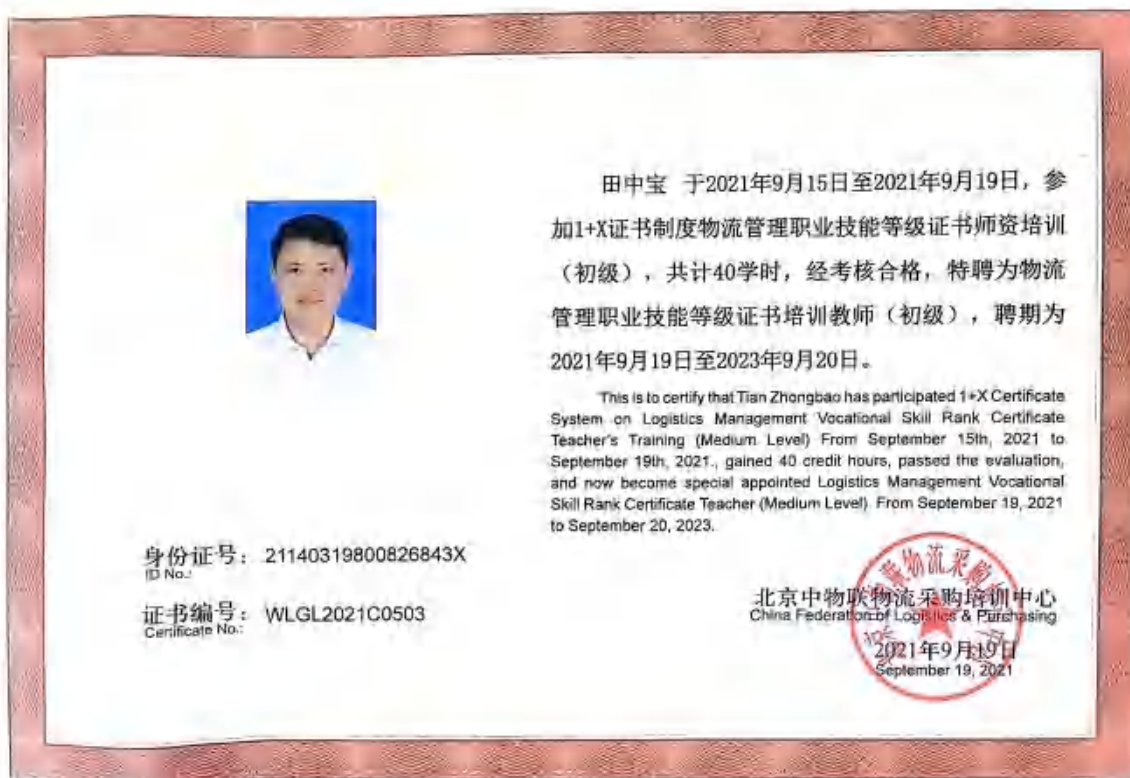 田中宝 于2021年9月15日至2021年9月19日，参
加1+X证书制度物流管理职业技能等级证书师资培训
（初级），共计40学时，经考核合格，特聘为物流
管理职业技能等级证书培训教师（初级），聘期为
2021年9月19日至2023年9月20日。
This is to certify that Tian Zhongbao has participated 1+X Certificate
System on Logistics Management Vocational Skill Rank Certificate
Teacher's Training (Medium Level) From September 15th, 2021 to
September 19th, 2021., gained 40 credit hours, passed the evaluation,
and now become special appointed Logistics Management Vocational
Skill Rank Certificate Teacher (Medium Level). From September 19, 2021
to September 20, 2023.
身份证号：21140319800826843X
ID No.:
证书编号：WLGL2021C0503
Certificate No.:
北京中物联物流采购培训中心
China Federation of Logistics & Purchasing
2021年9月19日
September 19, 2021